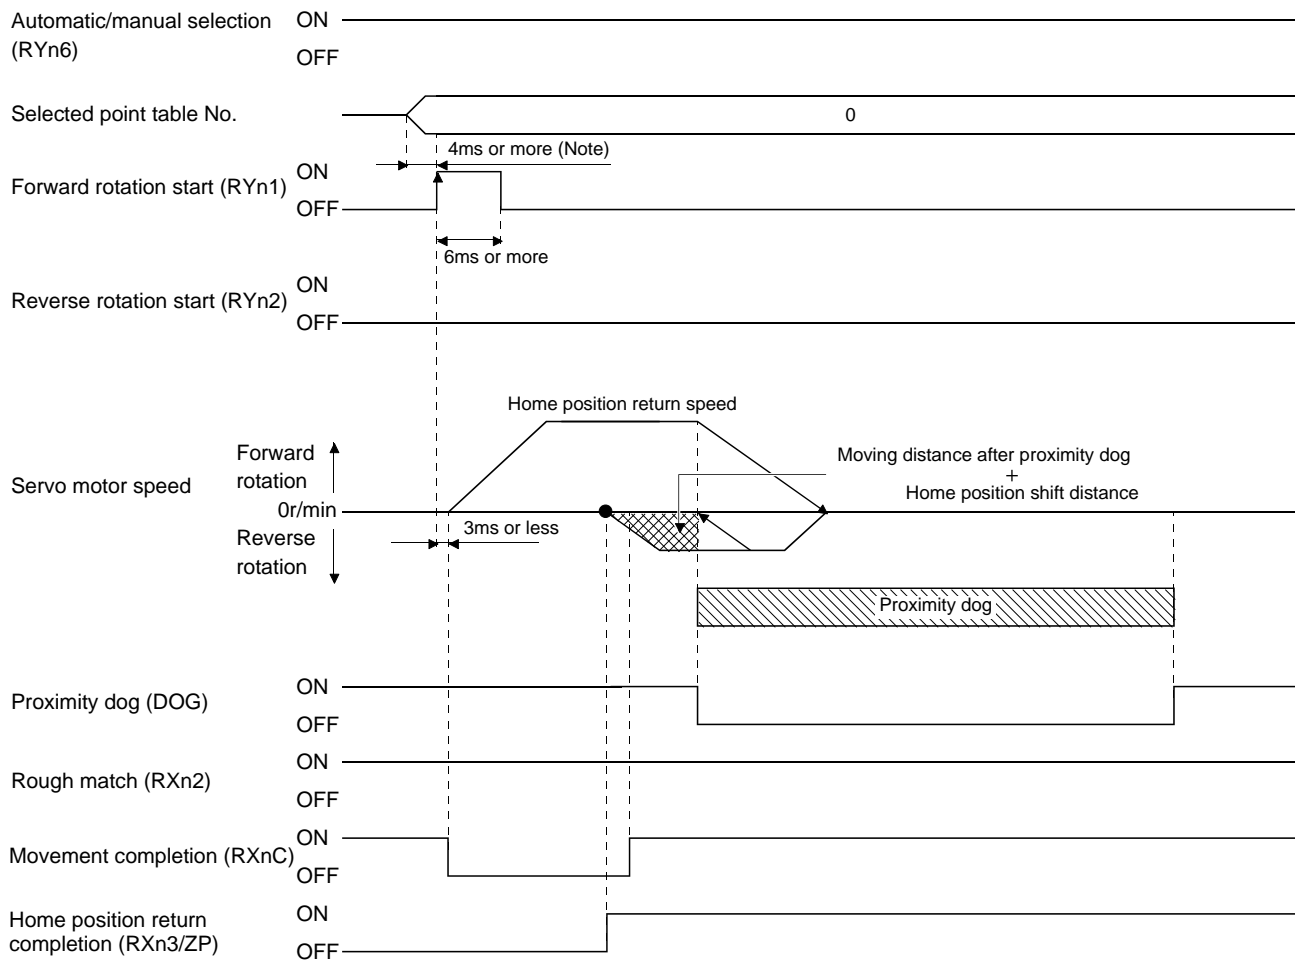 Automatic/manual selection
(RYn6)
ON
OFF
Selected point table No.
0
4ms or more (Note)
Forward rotation start (RYn1)
ON
OFF
6ms or more
Reverse rotation start (RYn2)
ON
OFF
Home position return speed
Servo motor speed
Forward
rotation
0r/min
Reverse
rotation
3ms or less
Moving distance after proximity dog
+
Home position shift distance
Proximity dog
Proximity dog (DOG)
ON
OFF
Rough match (RXn2)
ON
OFF
Movement completion (RXnC)
ON
OFF
Home position return
completion (RXn3/ZP)
ON
OFF